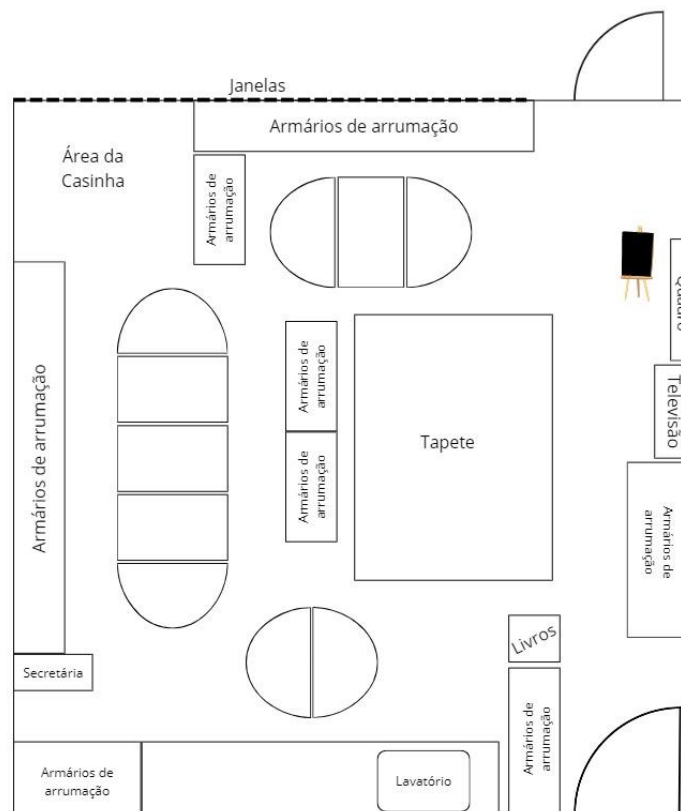 Janelas
Armários de arrumação
Área da
Casinha
Armários de
arrumação
Quadro
Armários de
arrumação
Televisão
Armários de arrumação
Tapete
Armários de
arrumação
Armários de
arrumação
Livros
Secretária
Armários de
arrumação
Armários de
arrumação
Lavatório